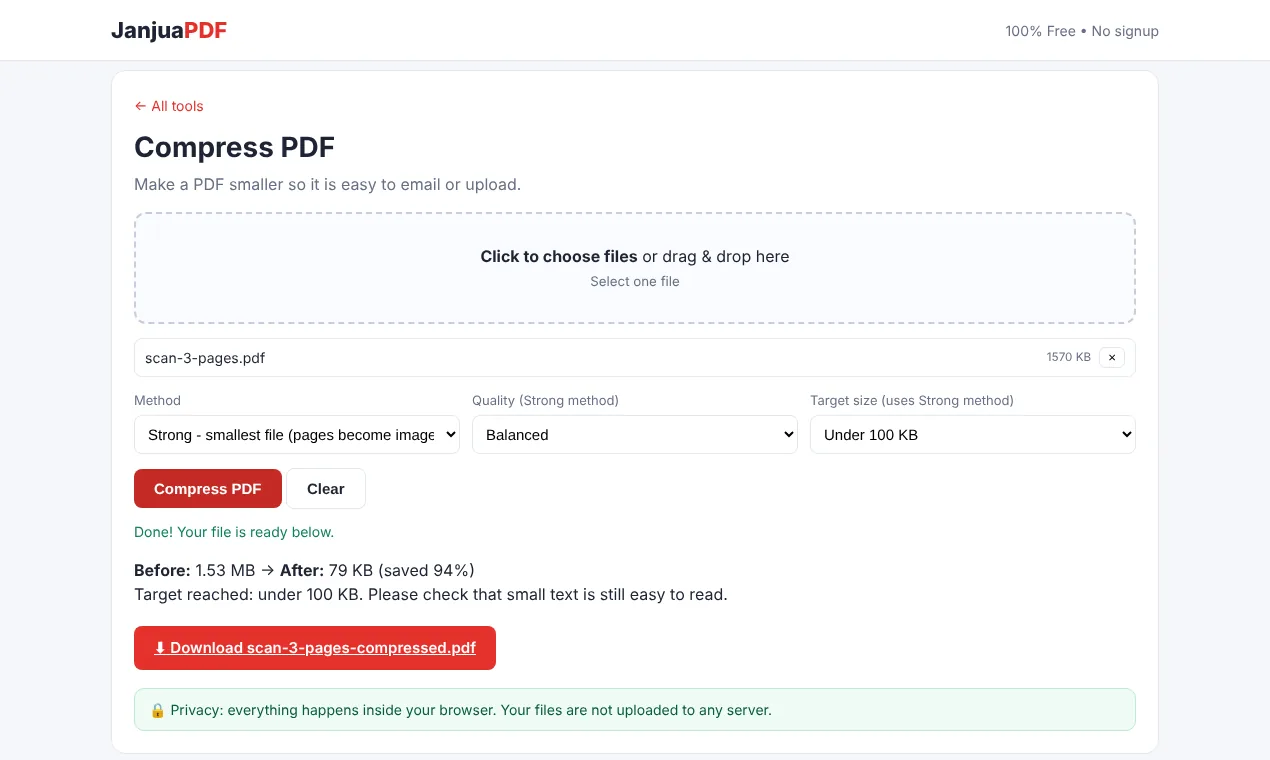 JanjuaPDF
100% Free • No signup
← All tools
Compress PDF
Make a PDF smaller so it is easy to email or upload.
Click to choose files or drag & drop here
Select one file
scan-3-pages.pdf
1570 KB
×
Method
Quality (Strong method)
Target size (uses Strong method)
Strong - smallest file (pages become image
Balanced
Under 100 KB
Compress PDF
Clear
Done! Your file is ready below.
Before: 1.53 MB → After: 79 KB (saved 94%)
Target reached: under 100 KB. Please check that small text is still easy to read.
⬇ Download scan-3-pages-compressed.pdf
🔒 Privacy: everything happens inside your browser. Your files are not uploaded to any server.